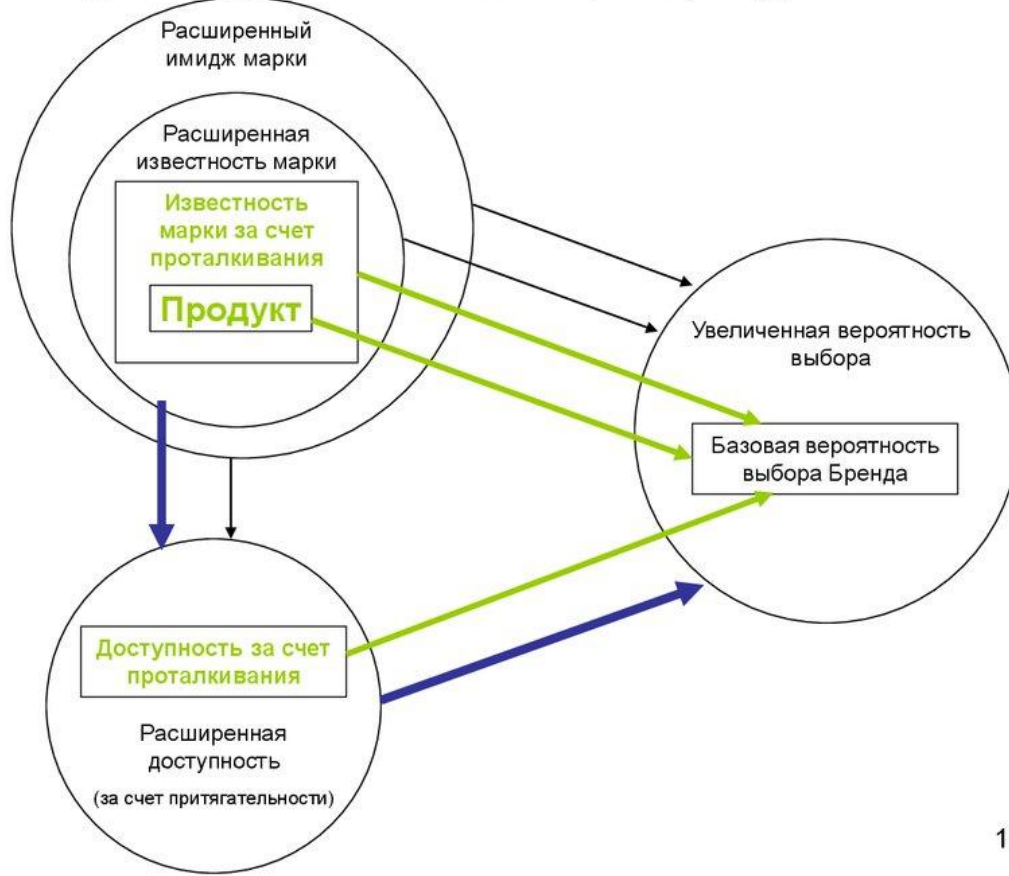 Расширенный
имидж марки
Расширенная
известность марки
Известность
марки за счет
проталкивания
Продукт
Увеличенная вероятность
выбора
Базовая вероятность
выбора Бренда
Доступность за счет
проталкивания
Расширенная
доступность
(за счет притягательности)
1